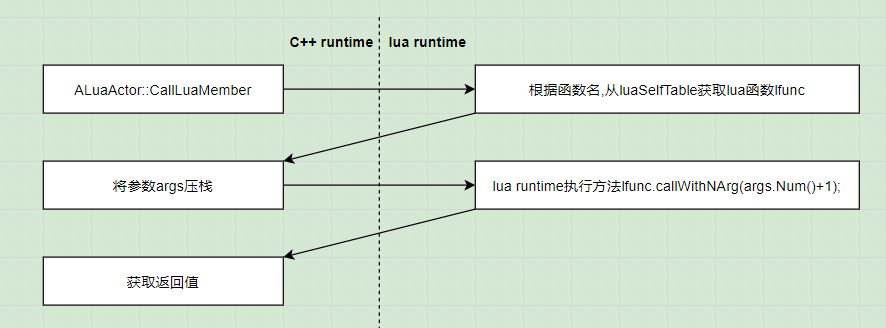 C++ runtime
lua runtime
ALuaActor::CallLuaMember
根据函数名,从luaSelfTable获取lua函数lfunc
将参数args压栈
lua runtime执行方法lfunc.callWithNArg(args.Num()+1);
获取返回值